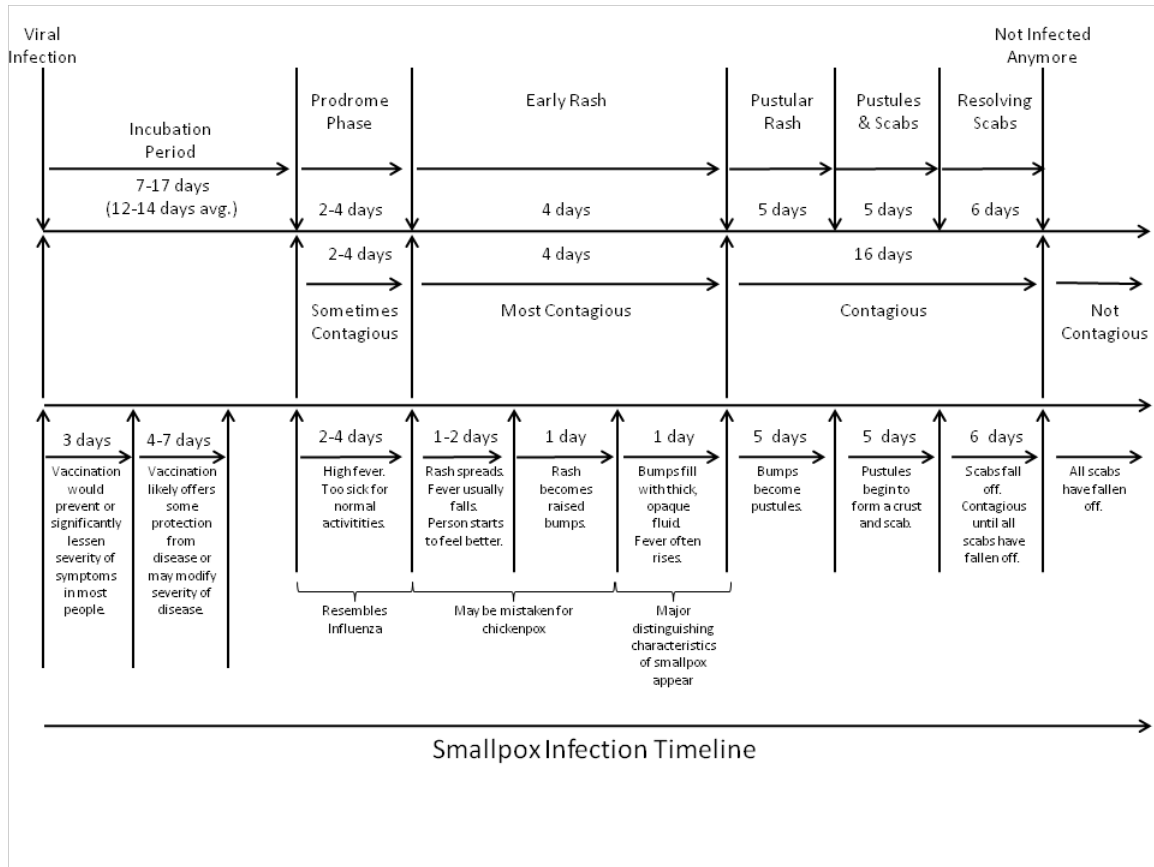 Viral
Infection
Not Infected
Anymore
Incubation
Period
Prodrome
Phase
Early Rash
Pustular
Rash
Pustules
& Scabs
Resolving
Scabs
7-17 days
(12-14 days avg.)
2-4 days
4 days
5 days
5 days
6 days
2-4 days
4 days
16 days
Sometimes
Contagious
Most Contagious
Contagious
Not
Contagious
3 days
Vaccination
would
prevent or
significantly
lessen
severity of
symptoms
in most
people.
4-7 days
Vaccination
likely offers
some
protection
from
disease or
may modify
severity of
disease.
2-4 days
High fever.
Too sick for
normal
activitities.
1-2 days
Rash spreads.
Fever usually
falls.
Person starts
to feel better.
1 day
Rash
becomes
raised
bumps.
1 day
Bumps fill
with thick,
opaque
fluid.
Fever often
rises.
5 days
Bumps
become
pustules.
5 days
Pustules
begin to
form a crust
and scab.
6 days
Scabs fall
off.
Contagious
until all
scabs have
fallen off.
All scabs
have fallen
off.
Resembles
Influenza
May be mistaken for
chickenpox
Major
distinguishing
characteristics
of smallpox
appear
Smallpox Infection Timeline